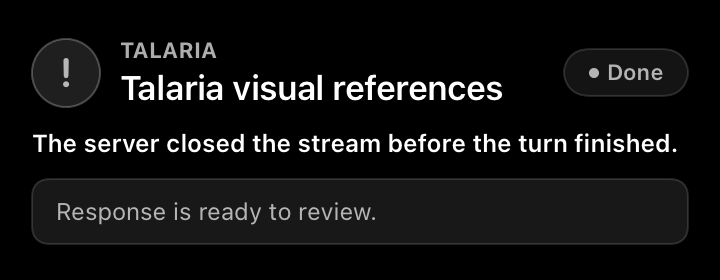 !
TALARIA
Talaria visual references
Done
The server closed the stream before the turn finished.
Response is ready to review.